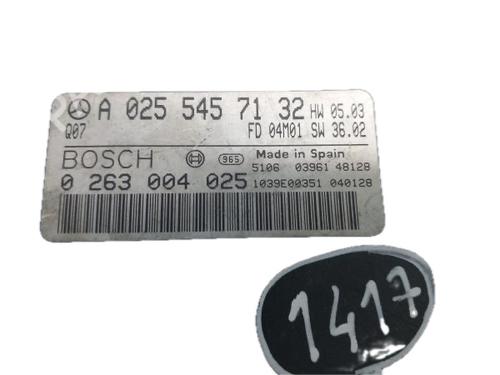 A 025 545 71 32 HW 05.03
Q07 FD 04M01 SW 36.02
BOSCH 965 Made in Spain
5106 03961 48128
0 263 004 025 1039E00351 040128
1417